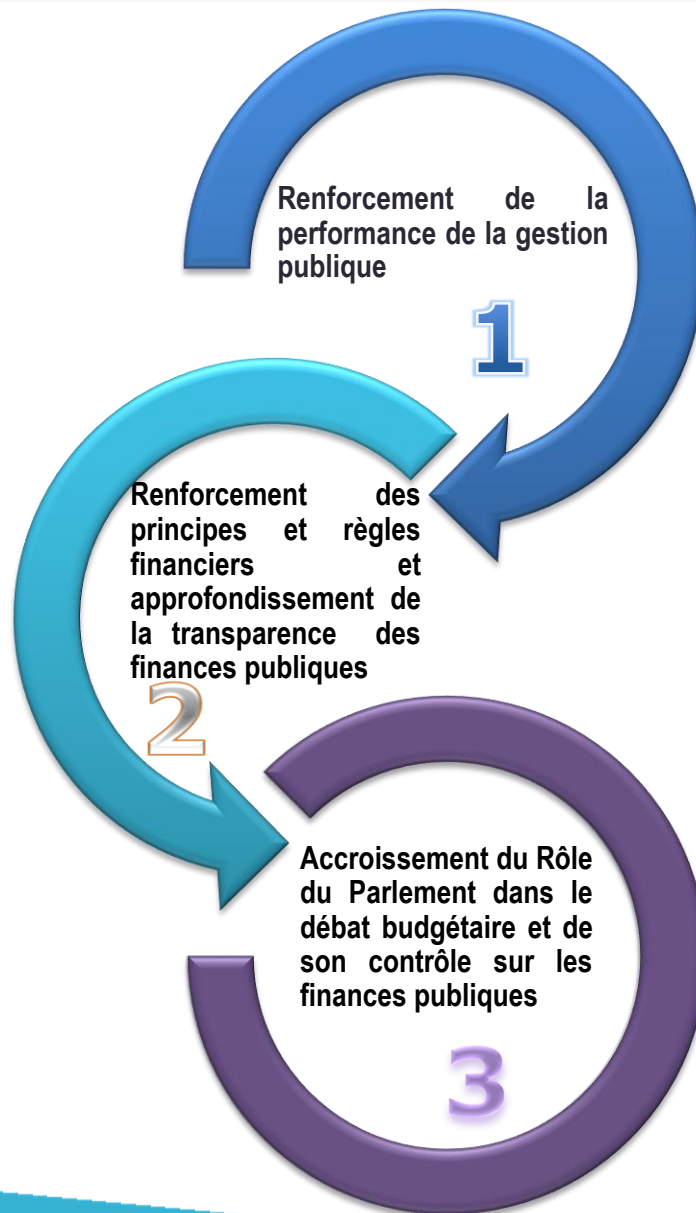 Renforcement de la
performance de la gestion
publique
1
Renforcement des
principes et règles
financiers et
approfondissement de
la transparence des
finances publiques
2
Accroissement du Rôle
du Parlement dans le
débat budgétaire et de
son contrôle sur les
finances publiques
3